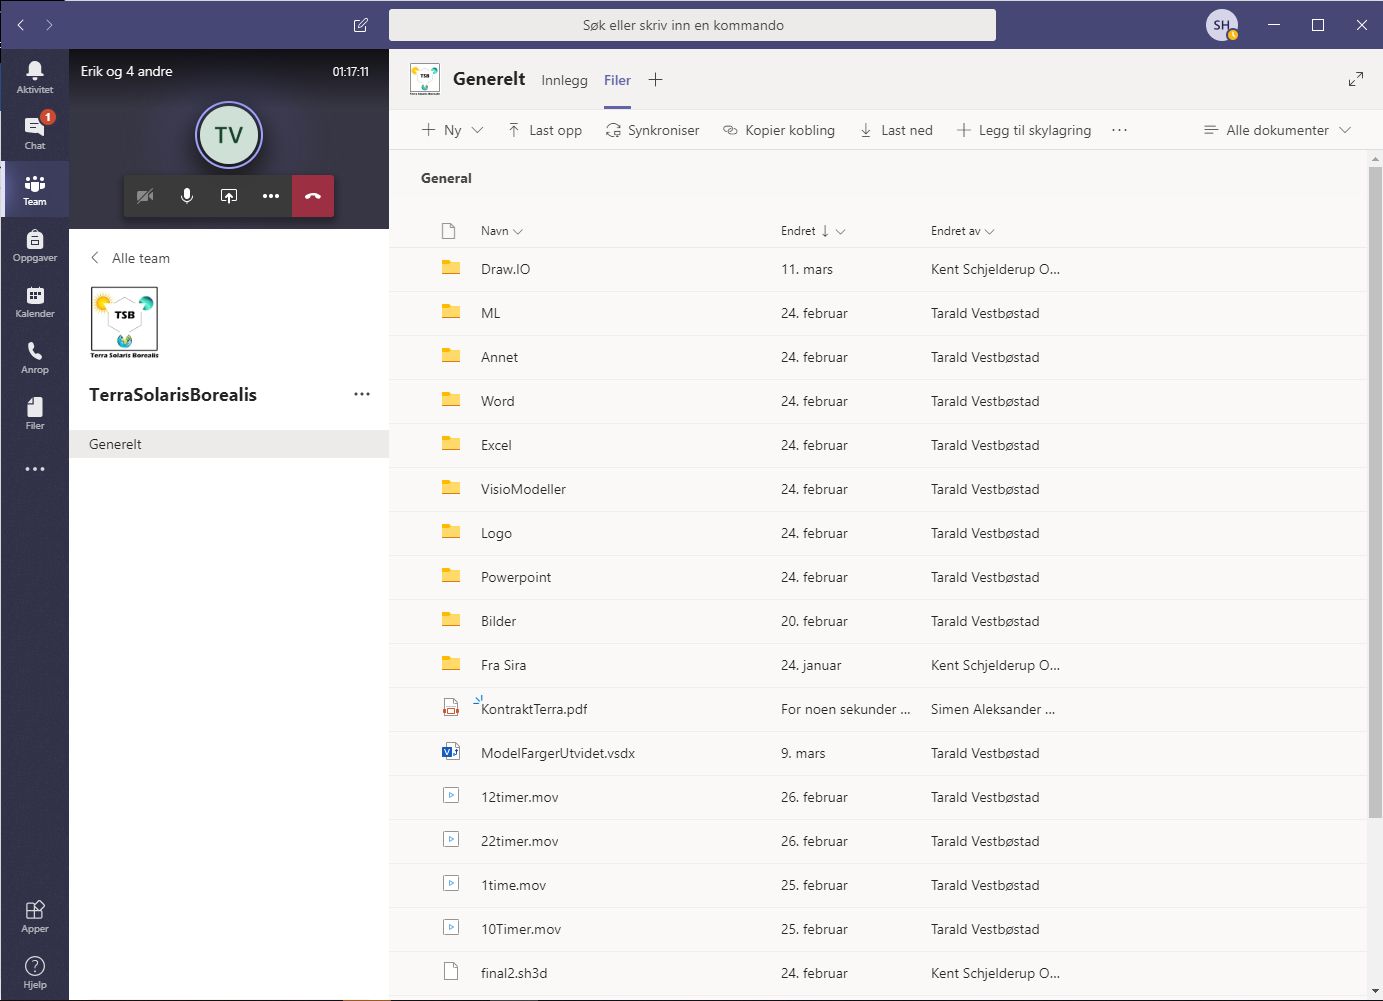 Søk eller skriv inn en kommando
SH
Aktivitet
1
Chat
Team
Oppgaver
Kalender
Anrop
Filer
Apper
Hjelp
Erik og 4 andre 01:17:11
TV
Alle team
TSB
Terra Solaris Borealis
TerraSolarisBorealis
Generelt
TSB
Terra Solaris Borealis
Generelt Innlegg Filer
Ny Last opp Synkroniser Kopier kobling Last ned Legg til skylagring Alle dokumenter
General
Navn Endret Endret av
Draw.IO 11. mars Kent Schjelderup O...
ML 24. februar Tarald Vestbøstad
Annet 24. februar Tarald Vestbøstad
Word 24. februar Tarald Vestbøstad
Excel 24. februar Tarald Vestbøstad
VisioModeller 24. februar Tarald Vestbøstad
Logo 24. februar Tarald Vestbøstad
Powerpoint 24. februar Tarald Vestbøstad
Bilder 20. februar Tarald Vestbøstad
Fra Sira 24. januar Kent Schjelderup O...
KontraktTerra.pdf For noen sekunder ... Simen Aleksander ...
ModelFargerUtvidet.vsdx 9. mars Tarald Vestbøstad
12timer.mov 26. februar Tarald Vestbøstad
22timer.mov 26. februar Tarald Vestbøstad
1time.mov 25. februar Tarald Vestbøstad
10Timer.mov 25. februar Tarald Vestbøstad
final2.sh3d 24. februar Kent Schjelderup O...